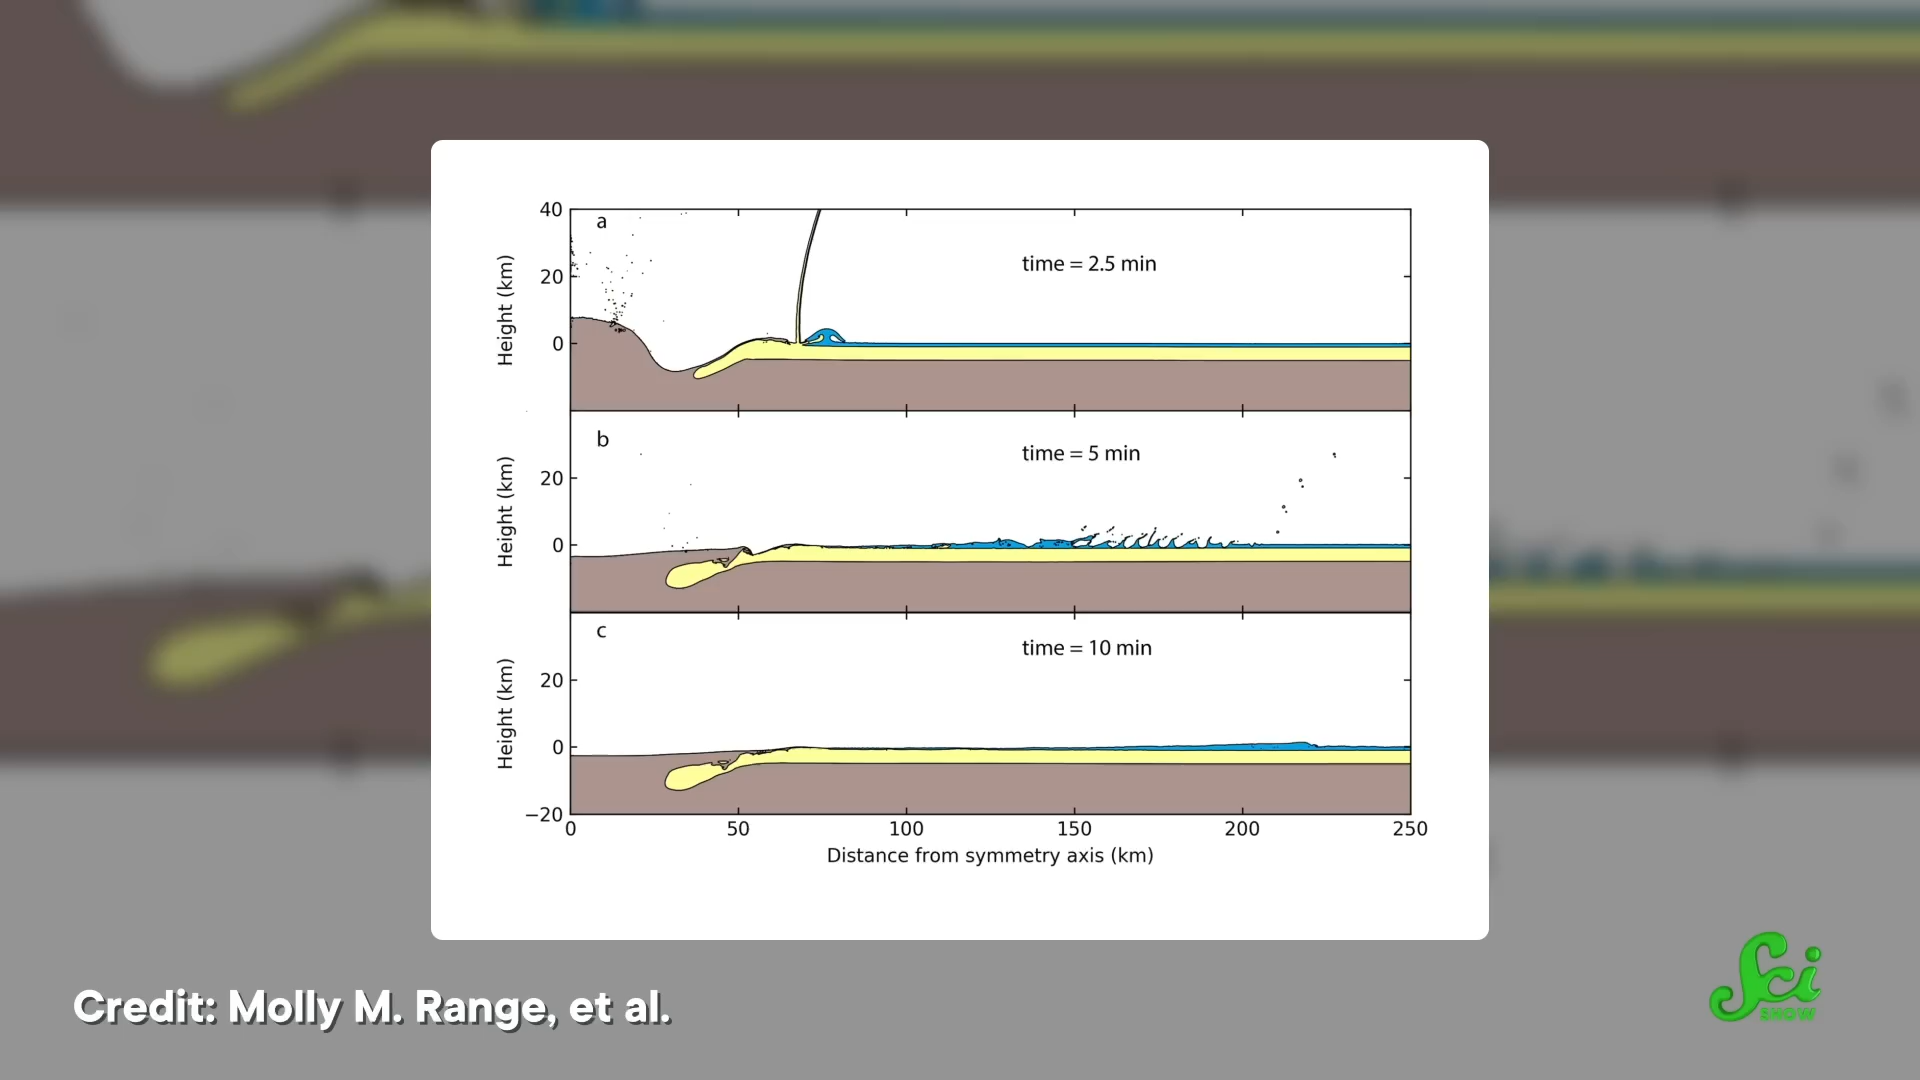 40
a
time = 2.5 min
Height (km)
20
0
b
time = 5 min
Height (km)
20
0
c
time = 10 min
Height (km)
20
0
−20
0 50 100 150 200 250
Distance from symmetry axis (km)
Credit: Molly M. Range, et al.
Sci
SHOW